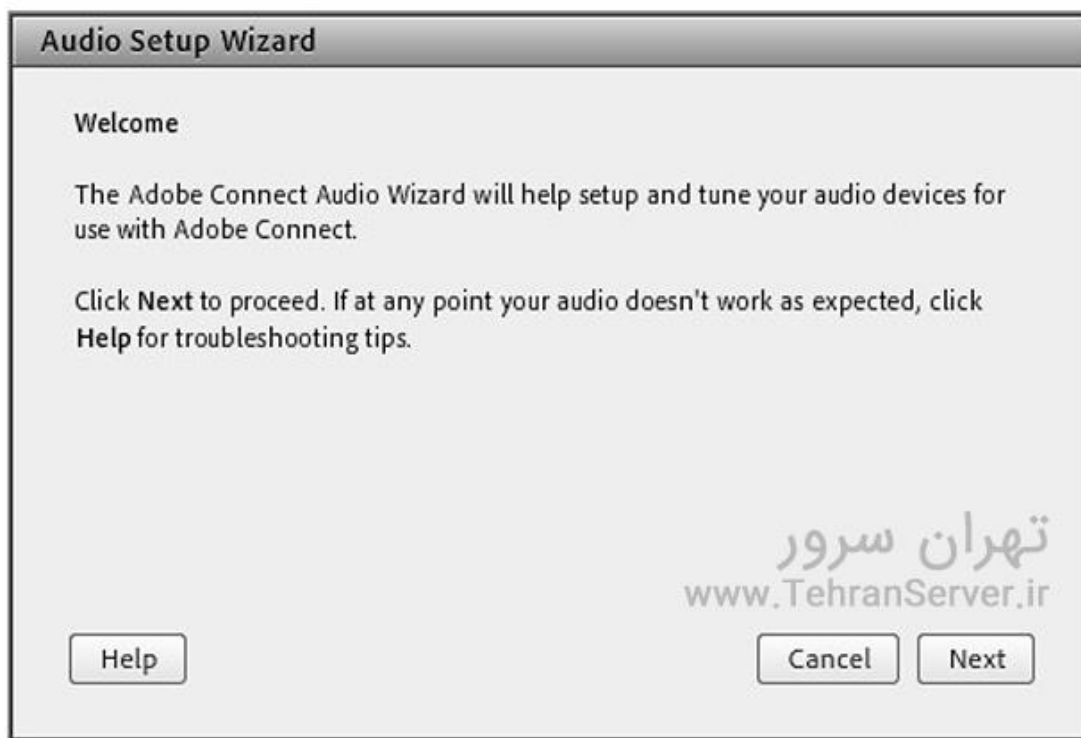 Audio Setup Wizard
Welcome
The Adobe Connect Audio Wizard will help setup and tune your audio devices for
use with Adobe Connect.
Click Next to proceed. If at any point your audio doesn't work as expected, click
Help for troubleshooting tips.
تهران سرور
www.TehranServer.ir
Help
Cancel
Next